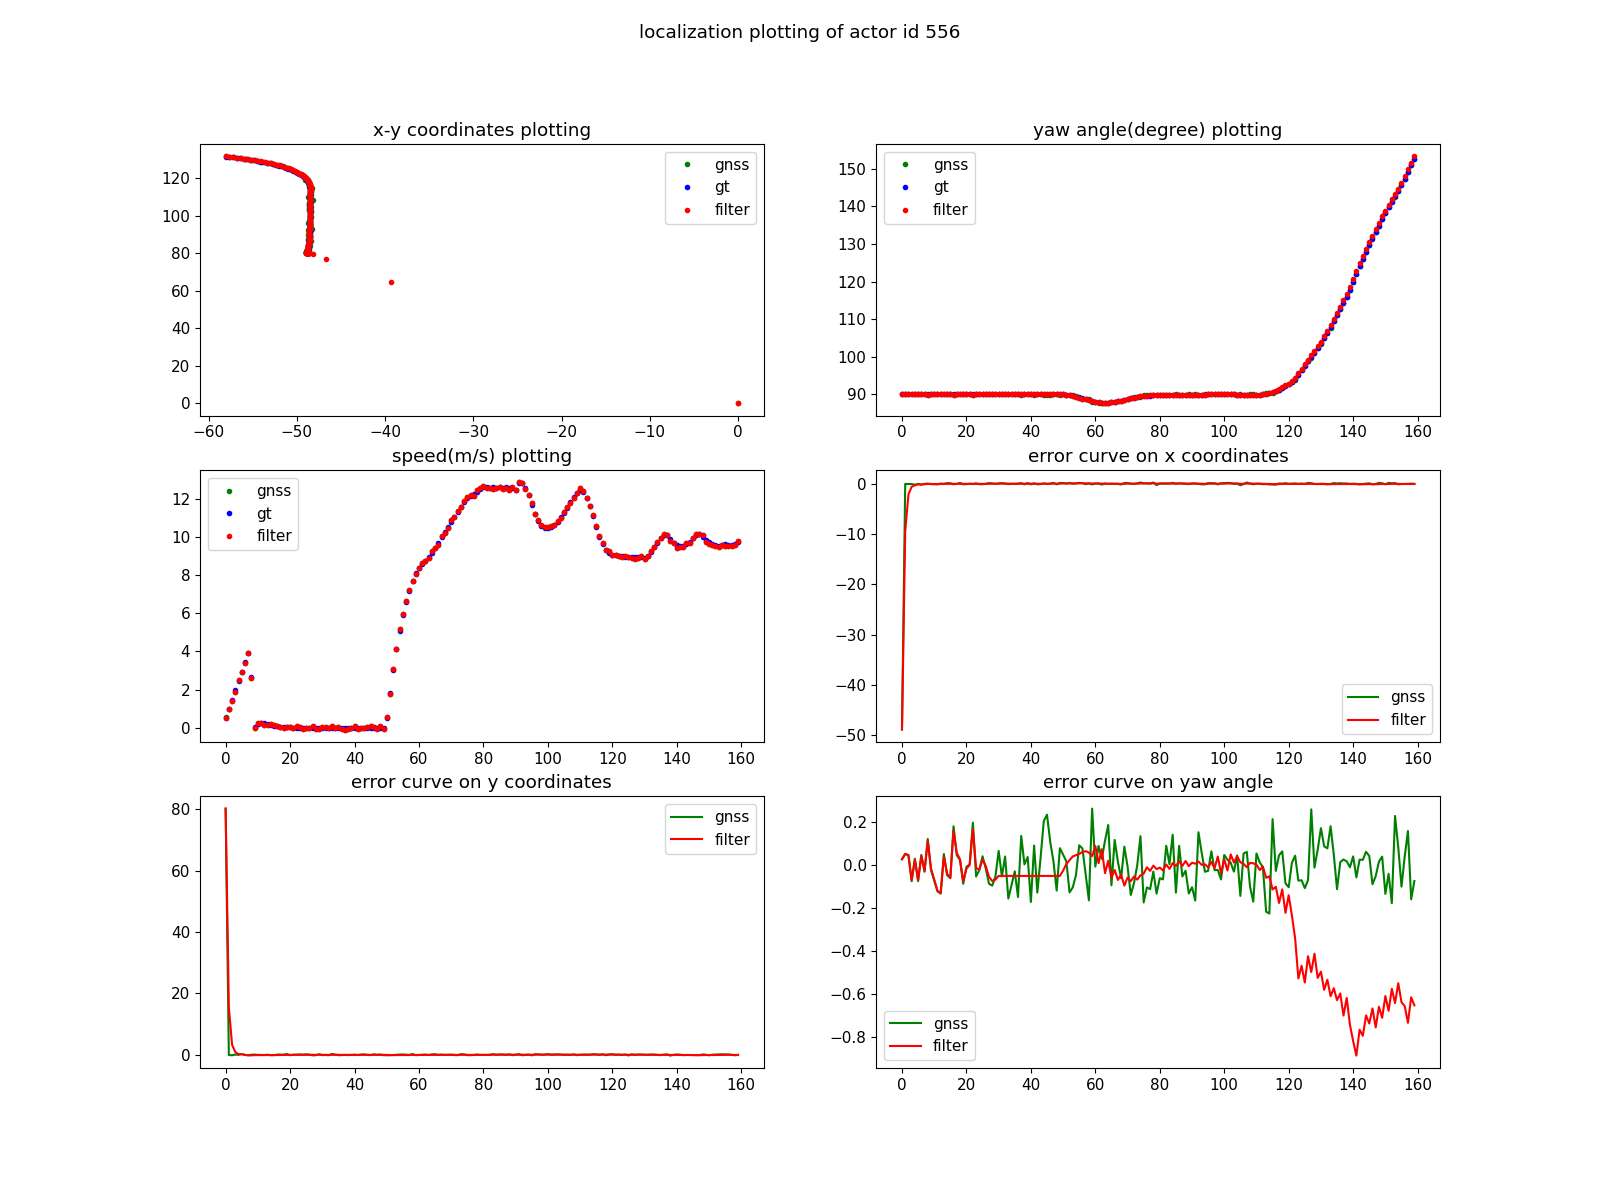 localization plotting of actor id 556
x-y coordinates plotting
120
100
80
60
40
20
0
−60 −50 −40 −30 −20 −10 0
gnss
gt
filter
yaw angle(degree) plotting
150
140
130
120
110
100
90
0 20 40 60 80 100 120 140 160
gnss
gt
filter
speed(m/s) plotting
12
10
8
6
4
2
0
0 20 40 60 80 100 120 140 160
gnss
gt
filter
error curve on x coordinates
0
−10
−20
−30
−40
−50
0 20 40 60 80 100 120 140 160
gnss
filter
error curve on y coordinates
80
60
40
20
0
0 20 40 60 80 100 120 140 160
gnss
filter
error curve on yaw angle
0.2
0.0
−0.2
−0.4
−0.6
−0.8
0 20 40 60 80 100 120 140 160
gnss
filter